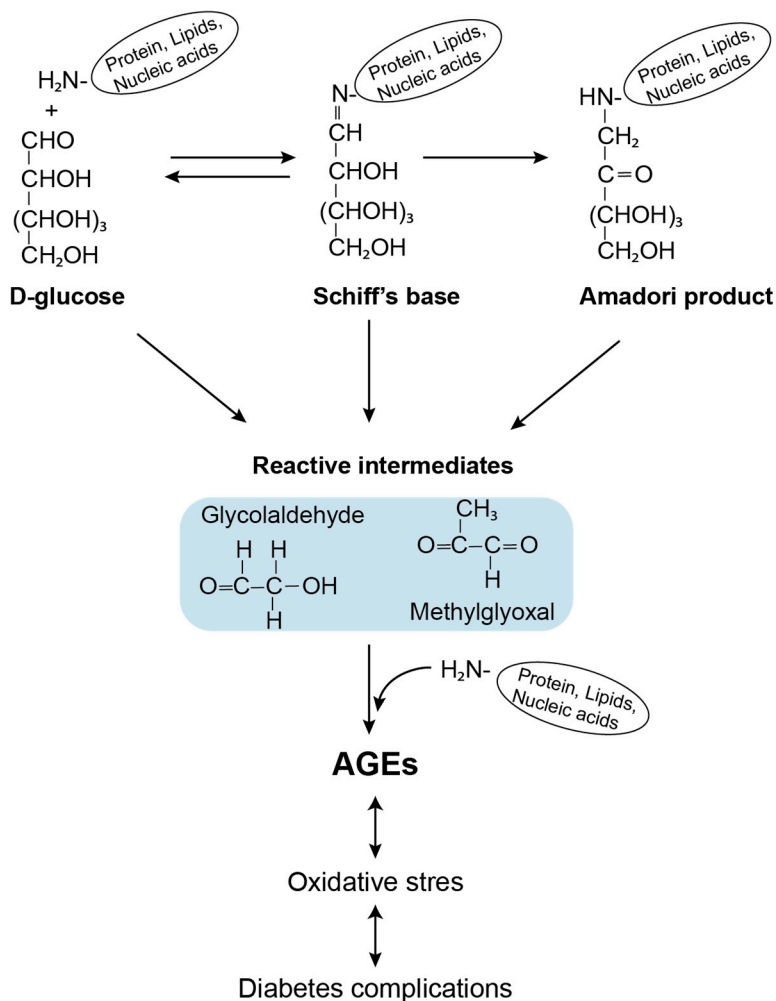 H₂N-
Protein, Lipids,
Nucleic acids
+
CHO
CHOH
(CHOH)₃
CH₂OH
D-glucose
N-
Protein, Lipids,
Nucleic acids
CH
CHOH
(CHOH)₃
CH₂OH
Schiff's base
HN-
Protein, Lipids,
Nucleic acids
CH₂
C=O
(CHOH)₃
CH₂OH
Amadori product
Reactive intermediates
Glycolaldehyde
H H
O=C–C–OH
H
CH₃
O=C–C=O
H
Methylglyoxal
H₂N-
Protein, Lipids,
Nucleic acids
AGEs
Oxidative stres
Diabetes complications